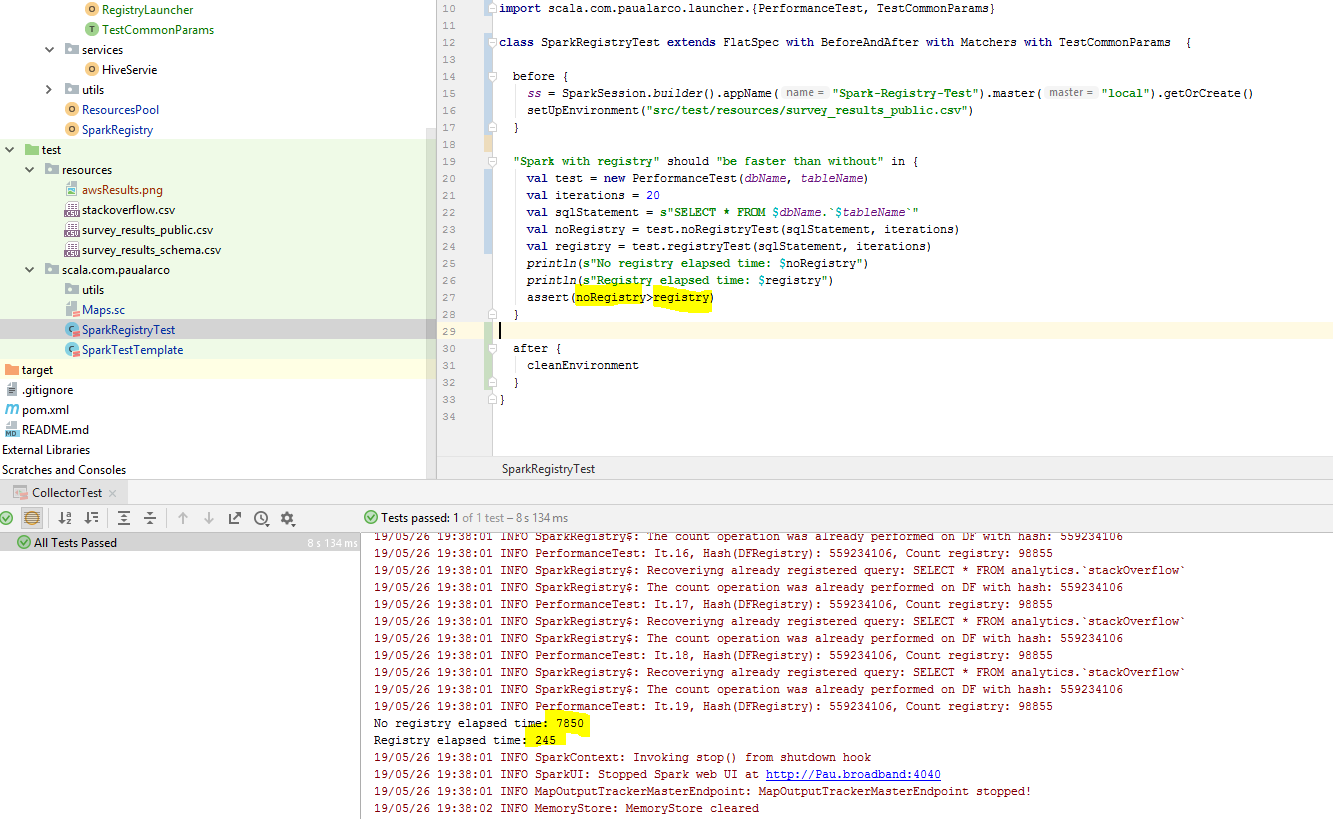 RegistryLauncher
TestCommonParams
services
HiveServie
utils
ResourcesPool
SparkRegistry
test
resources
awsResults.png
stackoverflow.csv
survey_results_public.csv
survey_results_schema.csv
scala.com.paualarco
utils
Maps.sc
SparkRegistryTest
SparkTestTemplate
target
.gitignore
pom.xml
README.md
External Libraries
Scratches and Consoles
10 import scala.com.paualarco.launcher.{PerformanceTest, TestCommonParams}
11
12 class SparkRegistryTest extends FlatSpec with BeforeAndAfter with Matchers with TestCommonParams {
13
14 before {
15 ss = SparkSession.builder().appName( name = "Spark-Registry-Test").master( master = "local").getOrCreate()
16 setUpEnvironment("src/test/resources/survey_results_public.csv")
17 }
18
19 "Spark with registry" should "be faster than without" in {
20 val test = new PerformanceTest(dbName, tableName)
21 val iterations = 20
22 val sqlStatement = s"SELECT * FROM $dbName.`$tableName`"
23 val noRegistry = test.noRegistryTest(sqlStatement, iterations)
24 val registry = test.registryTest(sqlStatement, iterations)
25 println(s"No registry elapsed time: $noRegistry")
26 println(s"Registry elapsed time: $registry")
27 assert(noRegistry>registry)
28 }
29
30 after {
31 cleanEnvironment
32 }
33 }
34
SparkRegistryTest
CollectorTest
Tests passed: 1 of 1 test – 8 s 134 ms
All Tests Passed 8 s 134 ms
19/05/26 19:38:01 INFO SparkRegistry$: The count operation was already performed on DF with hash: 559234106
19/05/26 19:38:01 INFO PerformanceTest: It.16, Hash(DFRegistry): 559234106, Count registry: 98855
19/05/26 19:38:01 INFO SparkRegistry$: Recoveriyng already registered query: SELECT * FROM analytics.`stackOverflow`
19/05/26 19:38:01 INFO SparkRegistry$: The count operation was already performed on DF with hash: 559234106
19/05/26 19:38:01 INFO PerformanceTest: It.17, Hash(DFRegistry): 559234106, Count registry: 98855
19/05/26 19:38:01 INFO SparkRegistry$: Recoveriyng already registered query: SELECT * FROM analytics.`stackOverflow`
19/05/26 19:38:01 INFO SparkRegistry$: The count operation was already performed on DF with hash: 559234106
19/05/26 19:38:01 INFO PerformanceTest: It.18, Hash(DFRegistry): 559234106, Count registry: 98855
19/05/26 19:38:01 INFO SparkRegistry$: Recoveriyng already registered query: SELECT * FROM analytics.`stackOverflow`
19/05/26 19:38:01 INFO SparkRegistry$: The count operation was already performed on DF with hash: 559234106
19/05/26 19:38:01 INFO PerformanceTest: It.19, Hash(DFRegistry): 559234106, Count registry: 98855
No registry elapsed time: 7850
Registry elapsed time: 245
19/05/26 19:38:01 INFO SparkContext: Invoking stop() from shutdown hook
19/05/26 19:38:01 INFO SparkUI: Stopped Spark web UI at http://Pau.broadband:4040
19/05/26 19:38:01 INFO MapOutputTrackerMasterEndpoint: MapOutputTrackerMasterEndpoint stopped!
19/05/26 19:38:02 INFO MemoryStore: MemoryStore cleared